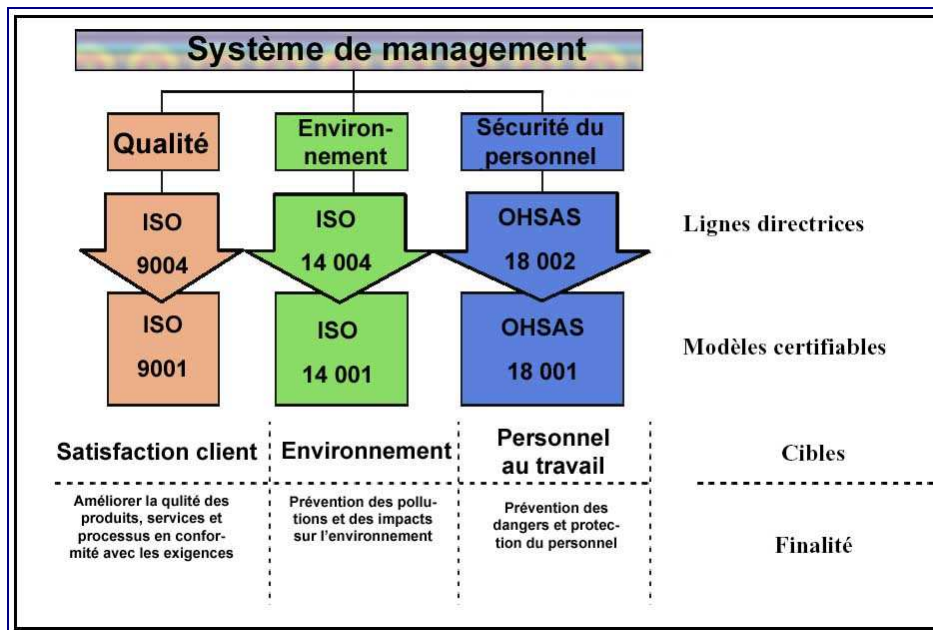 Système de management
Qualité
Environ-
nement
Sécurité du
personnel
ISO
9004
ISO
14 004
OHSAS
18 002
Lignes directrices
ISO
9001
ISO
14 001
OHSAS
18 001
Modèles certifiables
Satisfaction client
Environnement
Personnel
au travail
Cibles
Améliorer la qulité des
produits, services et
processus en confor-
mité avec les exigences
Prévention des pollu-
tions et des impacts
sur l'environnement
Prévention des
dangers et protec-
tion du personnel
Finalité